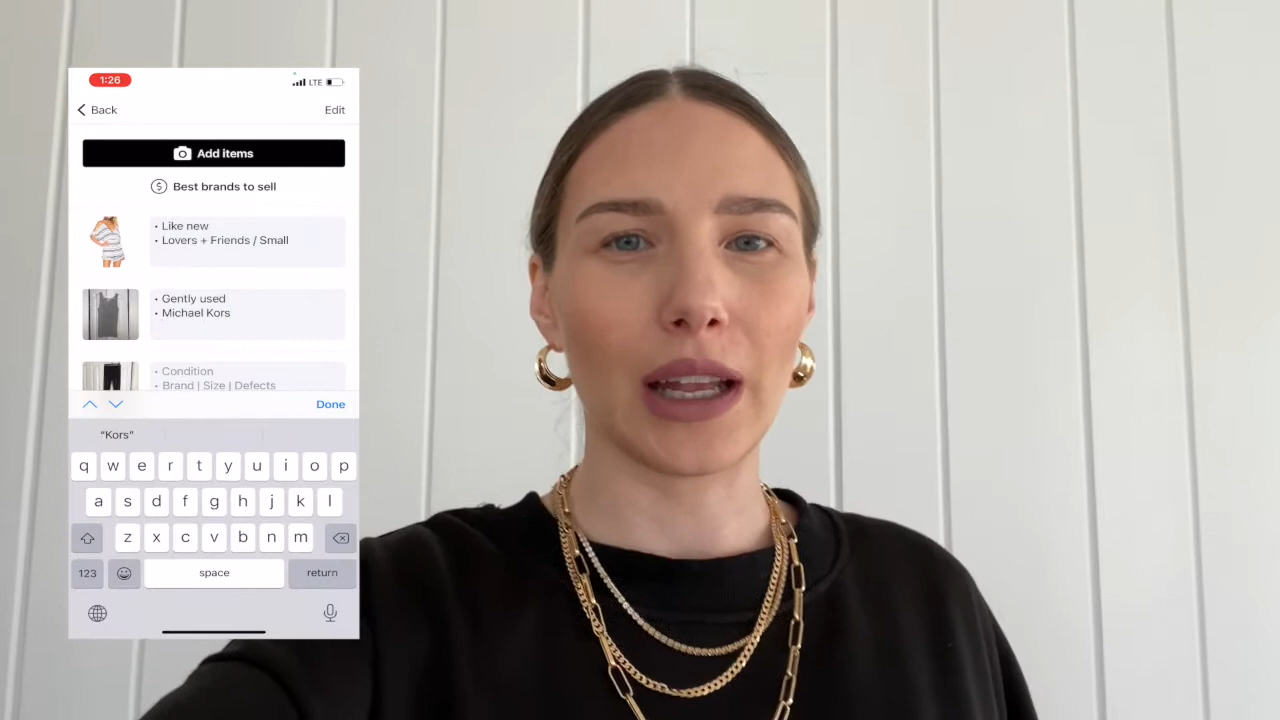 1:26
LTE
Back
Edit
Add items
Best brands to sell
• Like new
• Lovers + Friends / Small
• Gently used
• Michael Kors
• Condition
• Brand | Size | Defects
Done
“Kors”
q w e r t y u i o p
a s d f g h j k l
z x c v b n m
123
space
return